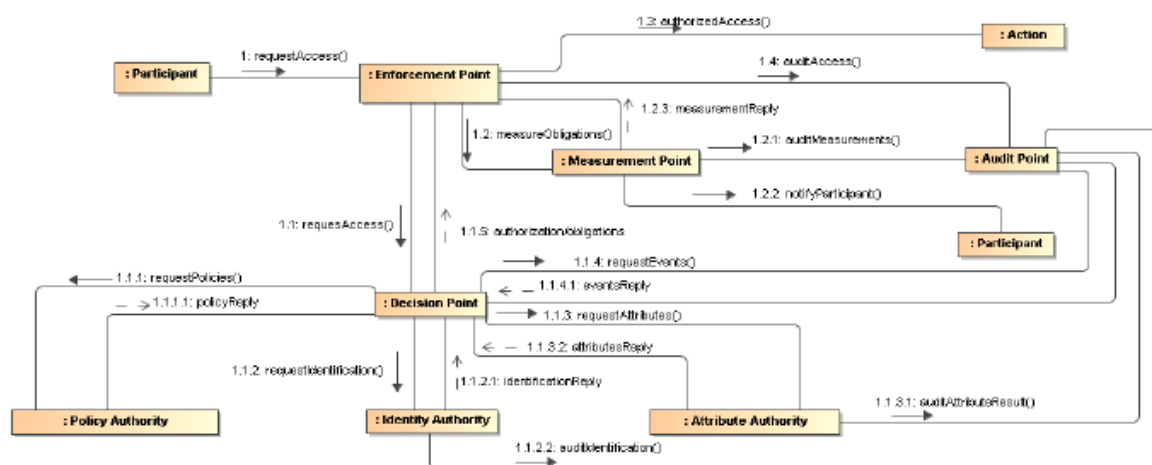 1.3: authorizedAccess()
: Action
1: requestAccess()
: Participant
: Enforcement Point
1.4: auditAccess()
1.2.3: measurementReply
1.2: measureObligations()
1.2.1: auditMeasurements()
: Measurement Point
: Audit Point
1.2.2: notifyParticipant()
1.1: requesAccess()
1.1.5: authorization/obligations
: Participant
1.1.4: requestEvents()
1.1.1: requestPolicies()
1.1.4.1: eventsReply
1.1.1.1: policyReply
: Decision Point
1.1.3: requestAttributes()
1.1.3.2: attributesReply
1.1.2: requestIdentification()
1.1.2.1: identificationReply
1.1.3.1: auditAttributeResult()
: Policy Authority
: Identity Authority
: Attribute Authority
1.1.2.2: auditIdentification()